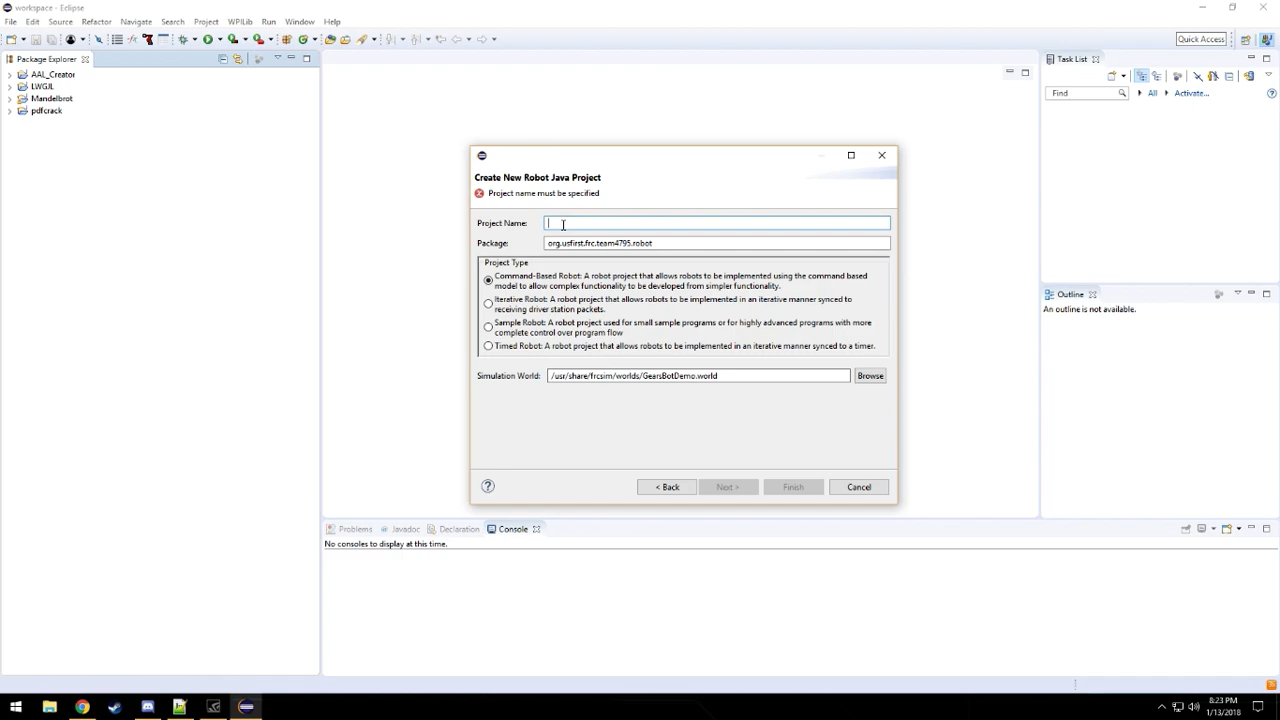 workspace - Eclipse
File Edit Source Refactor Navigate Search Project WPILib Run Window Help
Quick Access
Package Explorer
AAL_Creator
LWGJL
Mandelbrot
pdfcrack
Task List
Find All Activate...
Create New Robot Java Project
Project name must be specified
Project Name:
Package: org.usfirst.frc.team4795.robot
Project Type
Command-Based Robot: A robot project that allows robots to be implemented using the command based
model to allow complex functionality to be developed from simpler functionality.
Iterative Robot: A robot project that allows robots to be implemented in an iterative manner synced to
receiving driver station packets.
Sample Robot: A robot project used for small sample programs or for highly advanced programs with more
complete control over program flow
Timed Robot: A robot project that allows robots to be implemented in an iterative manner synced to a timer.
Simulation World: /usr/share/frcsim/worlds/GearsBotDemo.world Browse
< Back Next > Finish Cancel
Outline
An outline is not available.
Problems Javadoc Declaration Console
No consoles to display at this time.
8:23 PM
1/13/2018